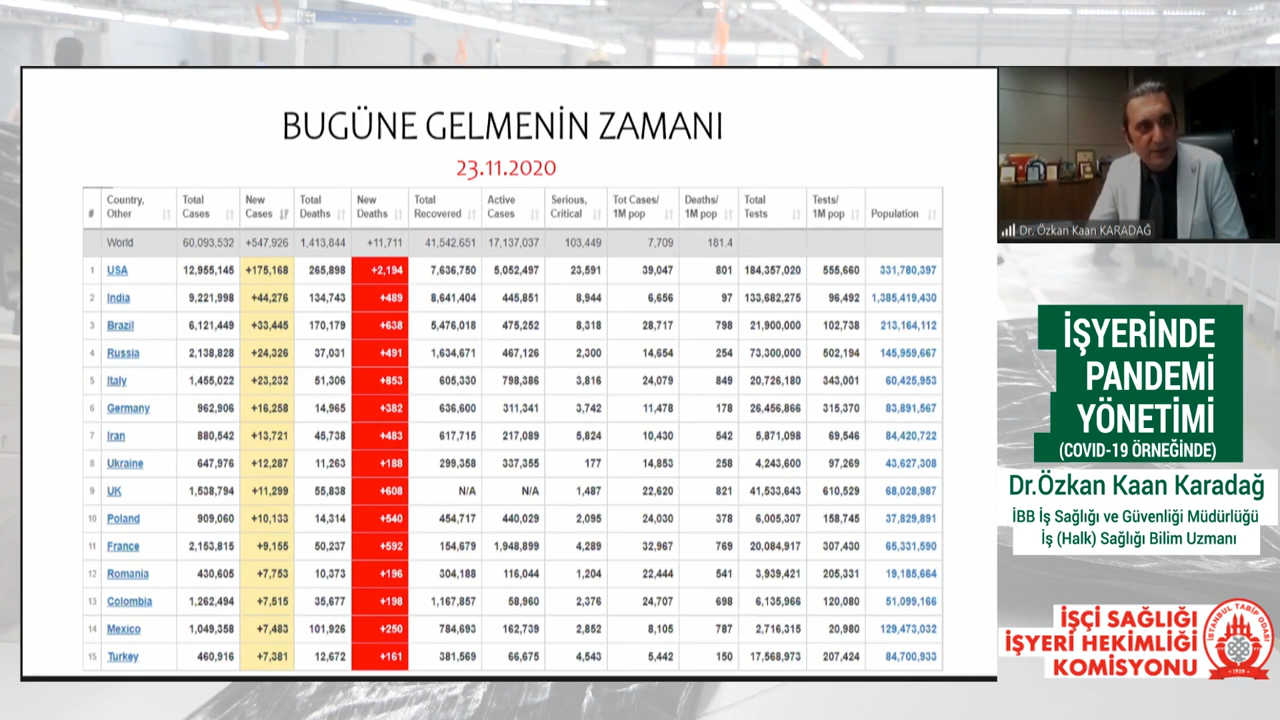 BUGÜNE GELMENİN ZAMANI
23.11.2020
# Country, Other Total Cases New Cases Total Deaths New Deaths Total Recovered Active Cases Serious, Critical Tot Cases/ 1M pop Deaths/ 1M pop Total Tests Tests/ 1M pop Population
World 60,093,532 +547,926 1,413,844 +11,711 41,542,651 17,137,037 103,449 7,709 181.4
1 USA 12,955,145 +175,168 265,898 +2,194 7,636,750 5,052,497 23,591 39,047 801 184,357,020 555,660 331,780,397
2 India 9,221,998 +44,276 134,743 +489 8,641,404 445,851 8,944 6,656 97 133,682,275 96,492 1,385,419,430
3 Brazil 6,121,449 +33,445 170,179 +638 5,476,018 475,252 8,318 28,717 798 21,900,000 102,738 213,164,112
4 Russia 2,138,828 +24,326 37,031 +491 1,634,671 467,126 2,300 14,654 254 73,300,000 502,194 145,959,667
5 Italy 1,455,022 +23,232 51,306 +853 605,330 798,386 3,816 24,079 849 20,726,180 343,001 60,425,953
6 Germany 962,906 +16,258 14,965 +382 636,600 311,341 3,742 11,478 178 26,456,866 315,370 83,891,567
7 Iran 880,542 +13,721 45,738 +483 617,715 217,089 5,824 10,430 542 5,871,098 69,546 84,420,722
8 Ukraine 647,976 +12,287 11,263 +188 299,358 337,355 177 14,853 258 4,243,600 97,269 43,627,308
9 UK 1,538,794 +11,299 55,838 +608 N/A N/A 1,487 22,620 821 41,533,643 610,529 68,028,987
10 Poland 909,060 +10,133 14,314 +540 454,717 440,029 2,095 24,030 378 6,005,307 158,745 37,829,891
11 France 2,153,815 +9,155 50,237 +592 154,679 1,948,899 4,289 32,967 769 20,084,917 307,430 65,331,590
12 Romania 430,605 +7,753 10,373 +196 304,188 116,044 1,204 22,444 541 3,939,421 205,331 19,185,664
13 Colombia 1,262,494 +7,515 35,677 +198 1,167,857 58,960 2,376 24,707 698 6,135,966 120,080 51,099,166
14 Mexico 1,049,358 +7,483 101,926 +250 784,693 162,739 2,852 8,105 787 2,716,315 20,980 129,473,032
15 Turkey 460,916 +7,381 12,672 +161 381,569 66,675 4,543 5,442 150 17,568,973 207,424 84,700,933
Dr. Özkan Kaan KARADAĞ
İŞYERİNDE
PANDEMİ
YÖNETİMİ
(COVID-19 ÖRNEĞİNDE)
Dr.Özkan Kaan Karadağ
İBB İş Sağlığı ve Güvenliği Müdürlüğü
İş (Halk) Sağlığı Bilim Uzmanı
İŞÇİ SAĞLIĞI
İŞYERİ HEKİMLİĞİ
KOMİSYONU
İSTANBUL TABİP ODASI
1929